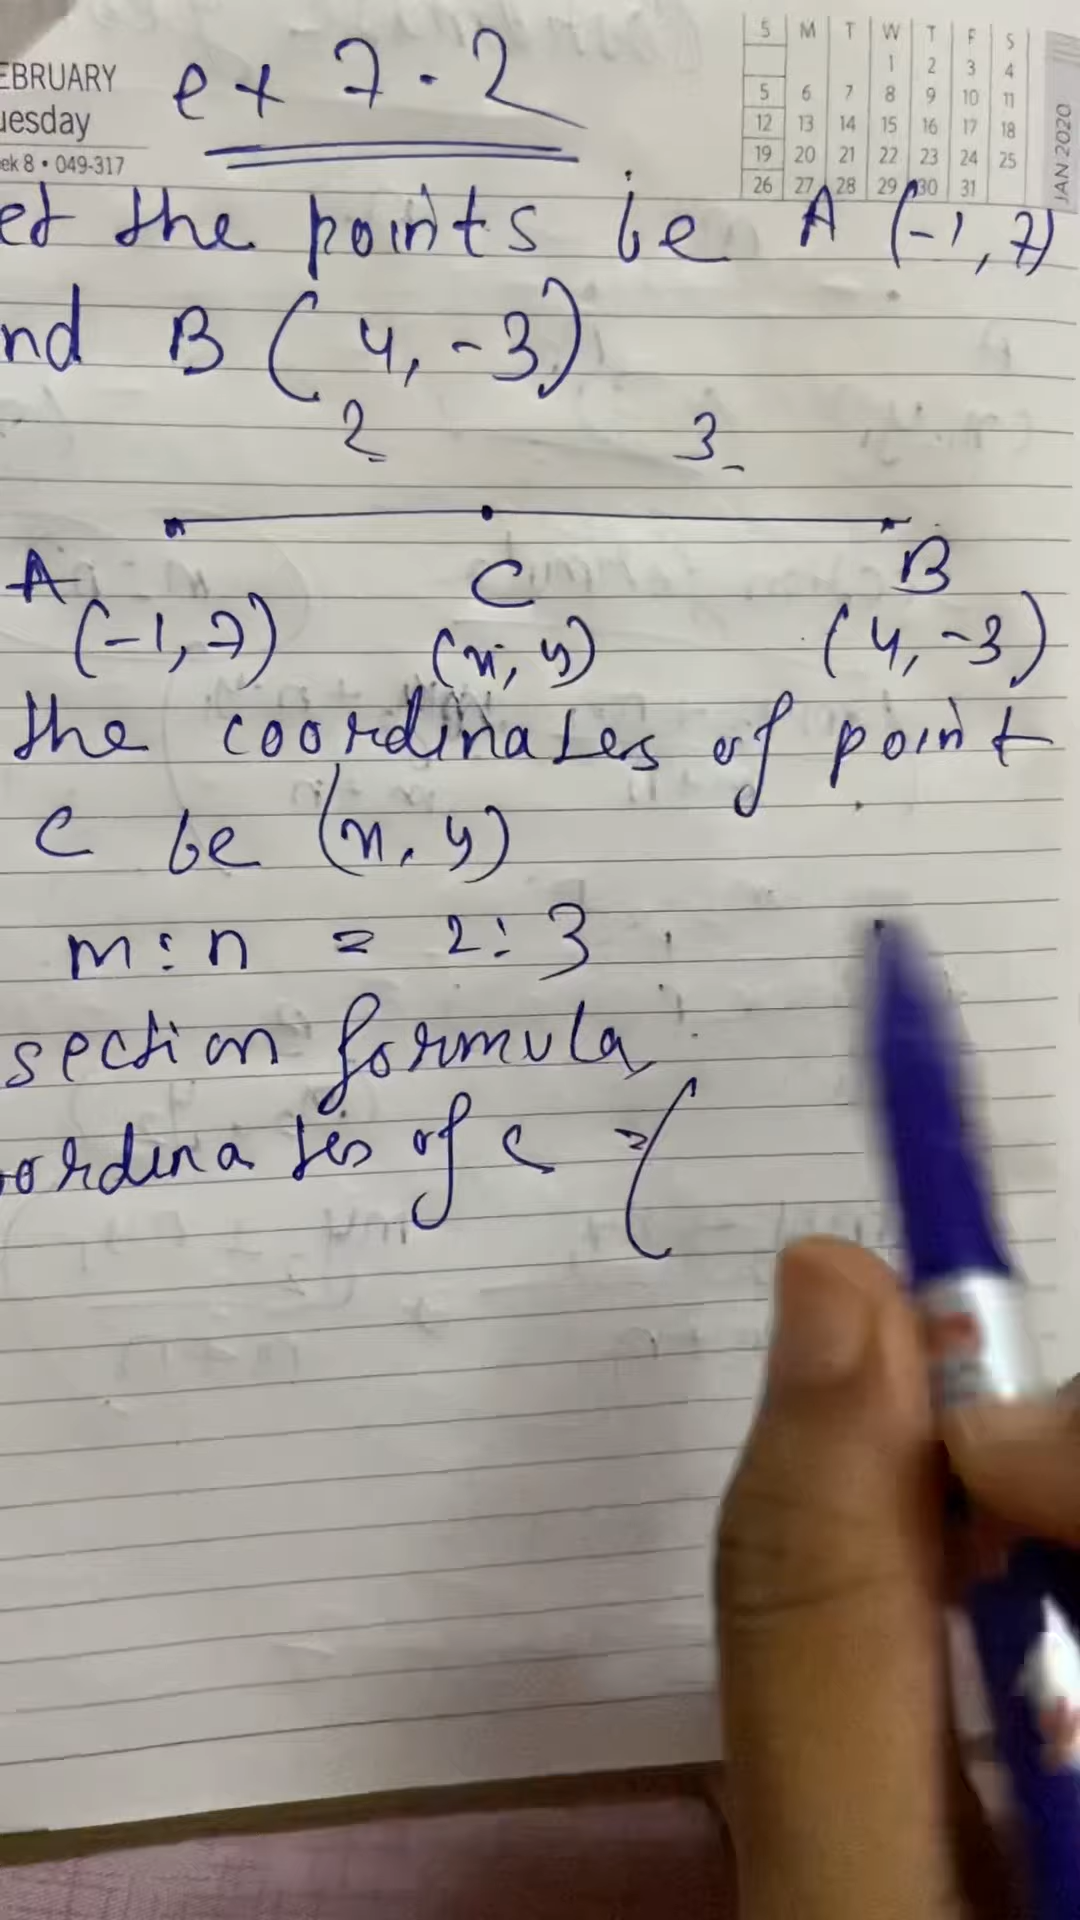 EBRUARY
uesday
ek 8 • 049-317
ex 7.2
S M T W T F S
1 2 3 4
5 6 7 8 9 10 11
12 13 14 15 16 17 18
19 20 21 22 23 24 25
26 27 28 29 30 31
JAN 2020
et the points be A (-1, 7)
nd B (4, -3)
2 3
A C B
(-1, 7) (x, y) (4, -3)
the coordinates of point
C be (x, y)
m : n = 2 : 3
section formula,
ordinates of c = (